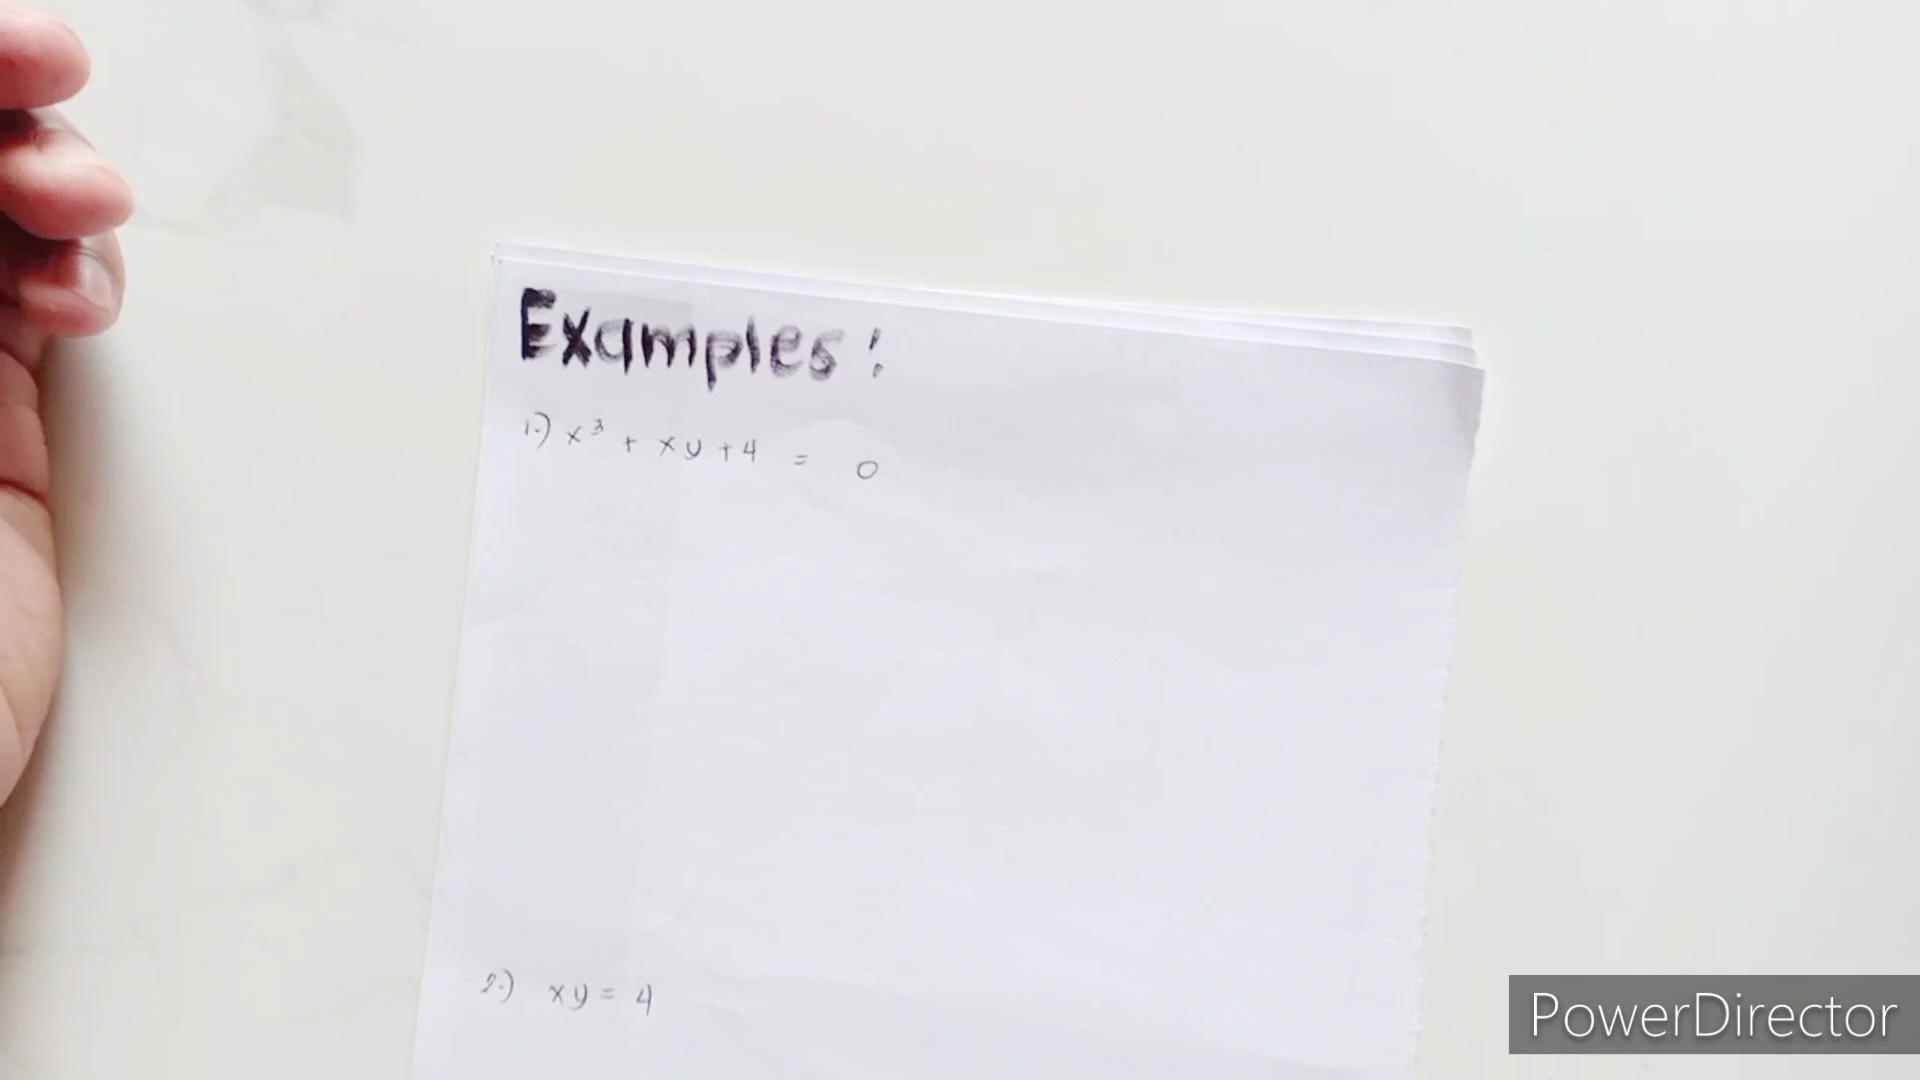 Examples:
1.) x³ + xy + 4 = 0
2.) xy = 4
PowerDirector